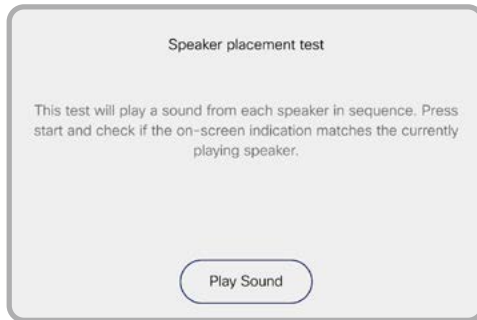 Speaker placement test
This test will play a sound from each speaker in sequence. Press
start and check if the on-screen indication matches the currently
playing speaker.
Play Sound